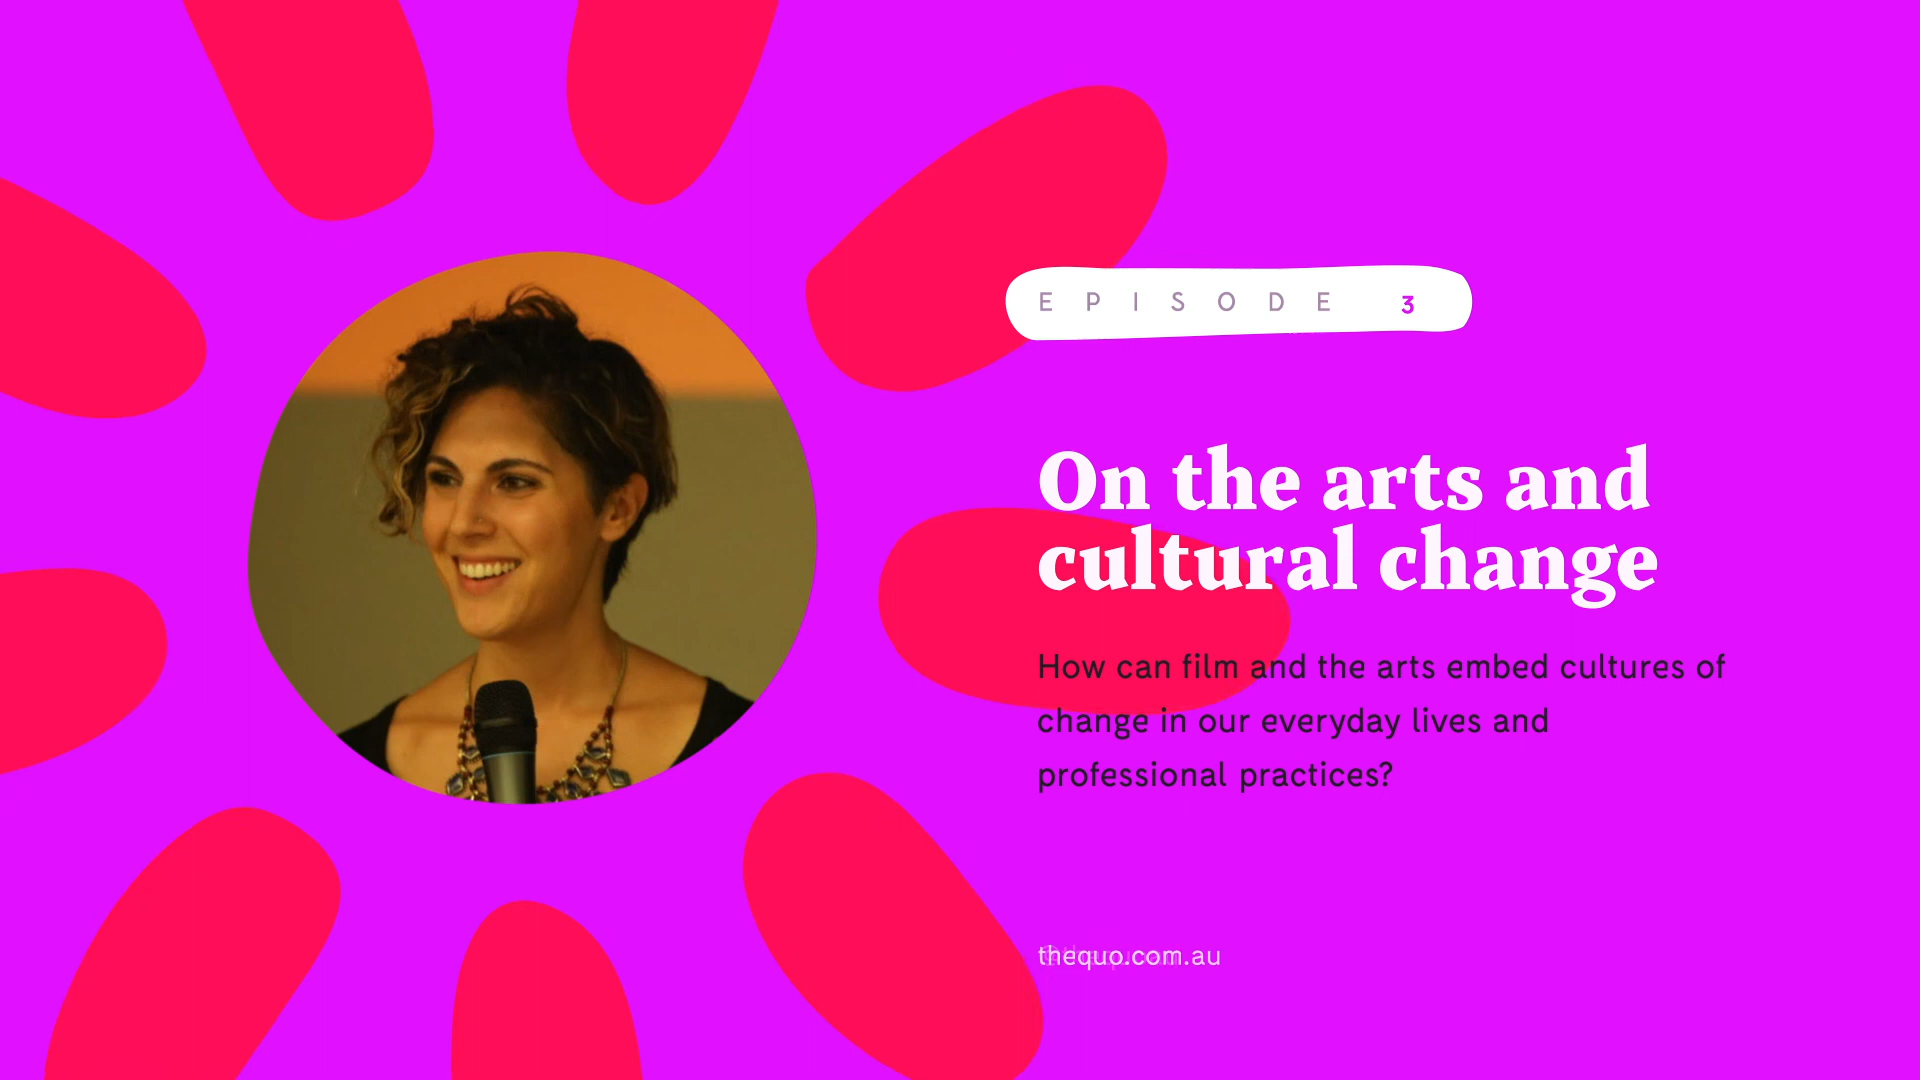 EPISODE 3
On the arts and
cultural change
How can film and the arts embed cultures of
change in our everyday lives and
professional practices?
thequo.com.au